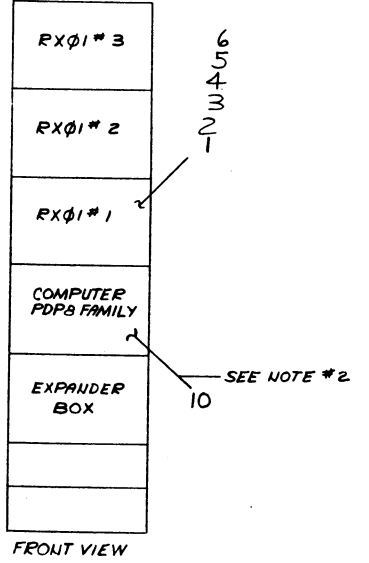 RXØ1 # 3
RXØ1 # 2
RXØ1 # 1
COMPUTER
PDP8 FAMILY
EXPANDER
BOX
6
5
4
3
2
1
SEE NOTE #2
10
FRONT VIEW